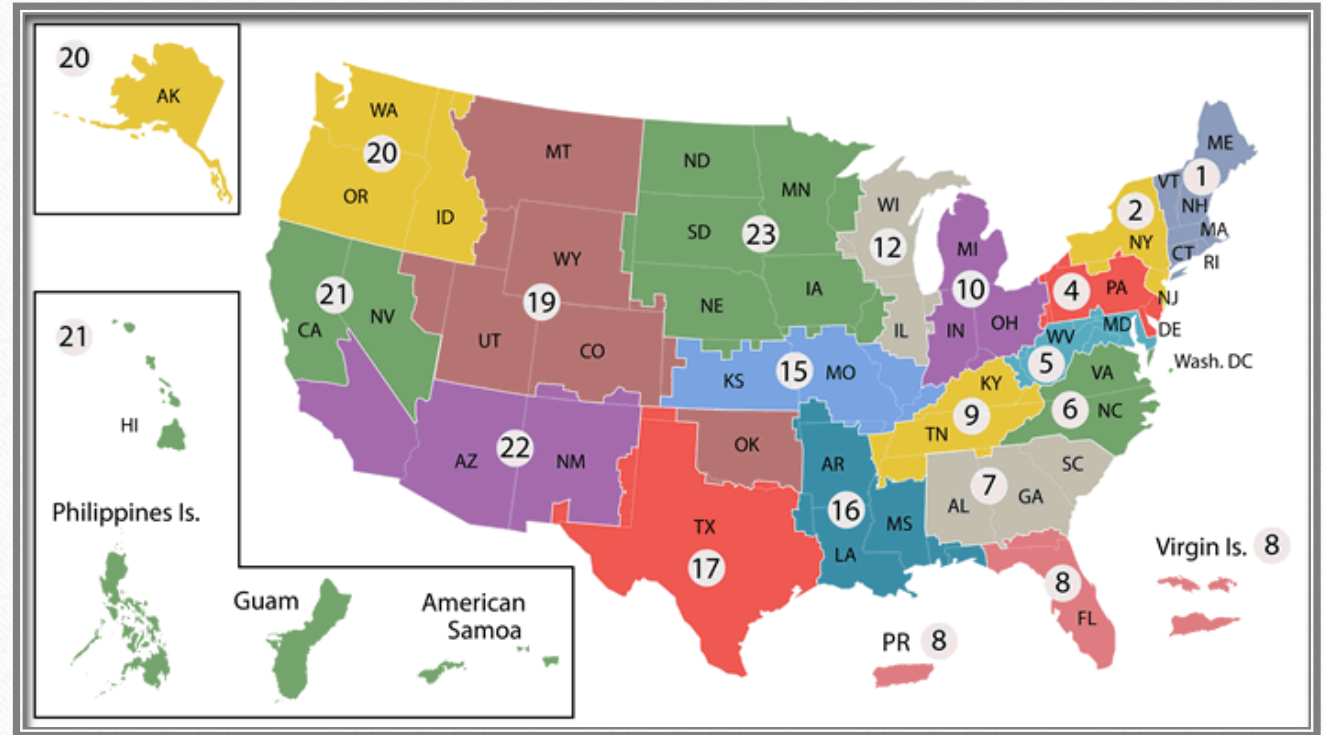 20
AK
WA
20
OR
ID
MT
WY
19
UT
CO
OK
ND
MN
SD
23
NE
IA
WI
12
IL
MI
10
IN
OH
ME
1
VT
NH
MA
CT
RI
2
NY
4
PA
NJ
DE
WV
MD
5
Wash. DC
VA
6
NC
KY
9
TN
SC
7
AL
GA
21
CA
NV
KS
15
MO
22
AZ
NM
AR
16
MS
LA
TX
17
8
FL
Virgin Is. 8
PR 8
21
HI
Philippines Is.
Guam
American
Samoa